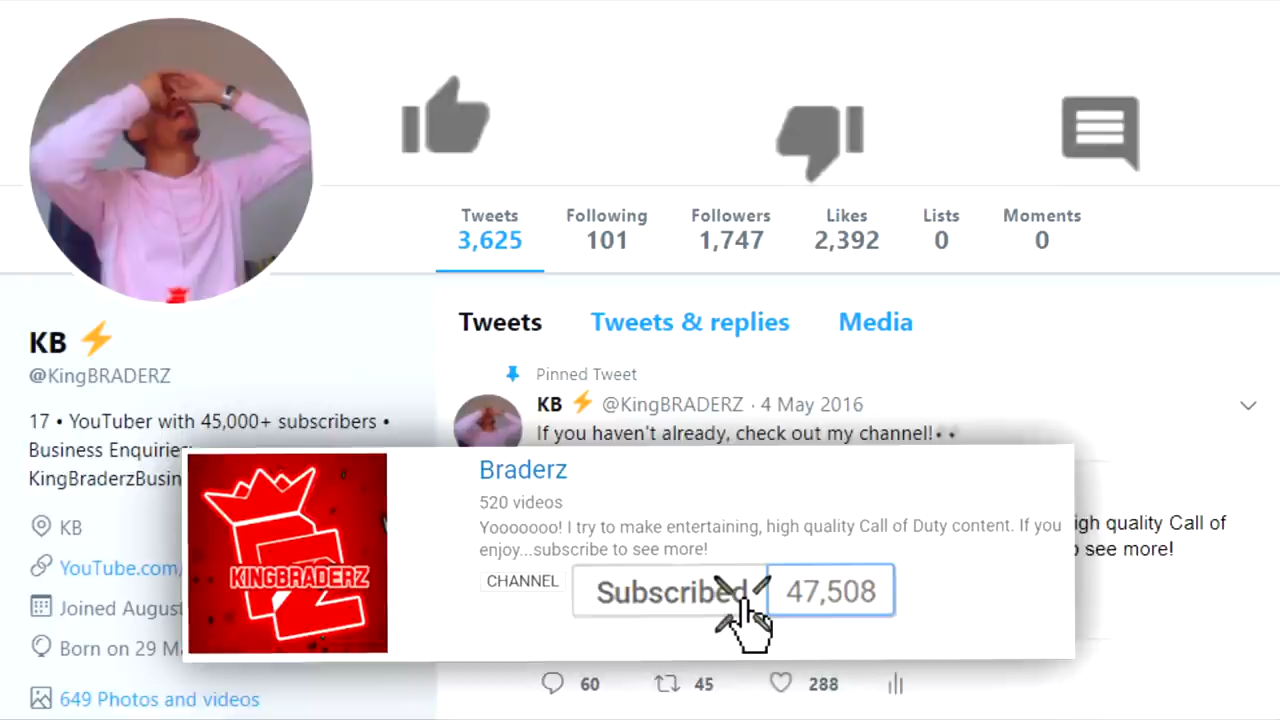 Tweets
3,625
Following
101
Followers
1,747
Likes
2,392
Lists
0
Moments
0
KB⚡
@KingBRADERZ
17 • YouTuber with 45,000+ subscribers •
Business Enquiries
KingBraderzBusin
KB
YouTube.com/
Joined August
Born on 29 M
649 Photos and videos
Tweets
Tweets & replies
Media
Pinned Tweet
KB⚡ @KingBRADERZ · 4 May 2016
If you haven't already, check out my channel!
igh quality Call of
see more!
60
45
288
KINGBRADERZ
Braderz
520 videos
Yooooooo! I try to make entertaining, high quality Call of Duty content. If you
enjoy...subscribe to see more!
CHANNEL
Subscribed
47,508